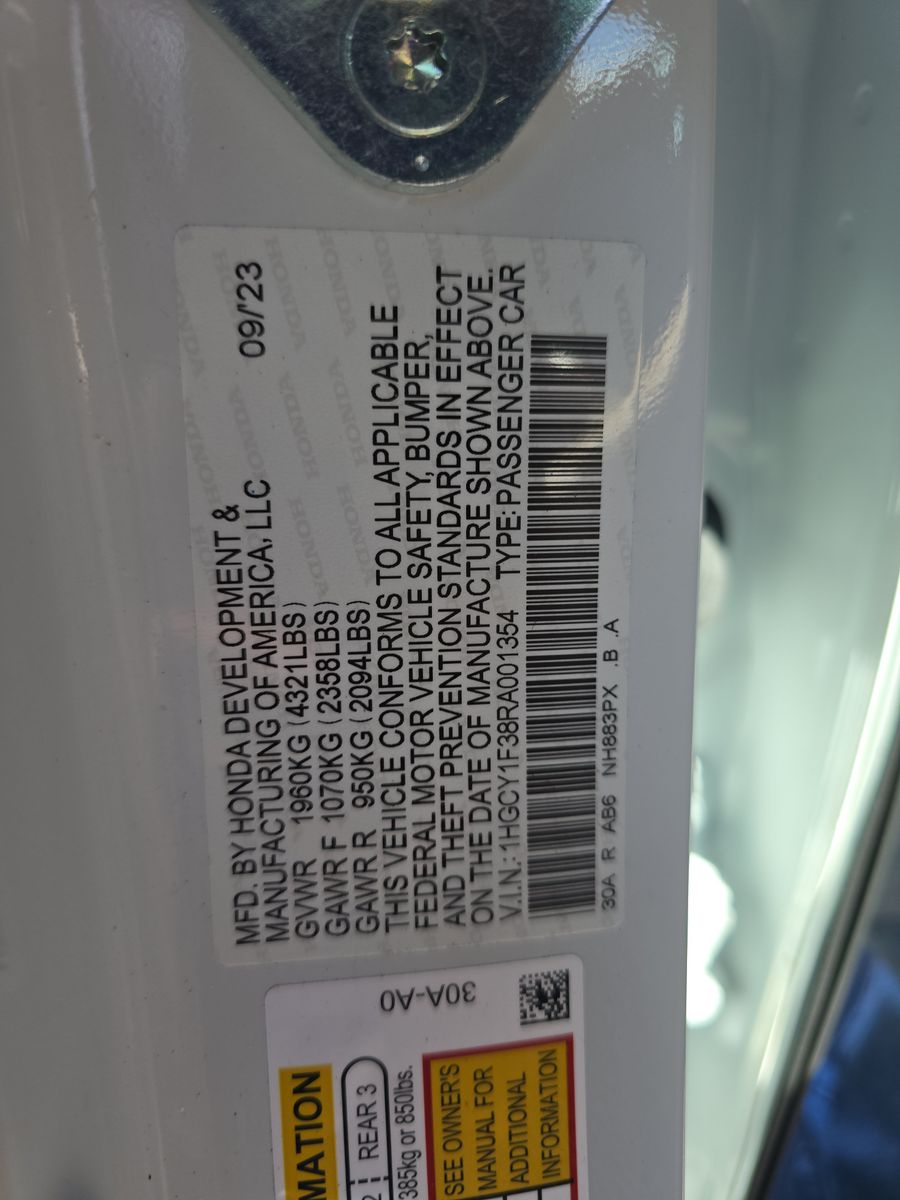 MFD. BY HONDA DEVELOPMENT & 09/'23
MANUFACTURING OF AMERICA, LLC
GVWR 1960KG (4321LBS)
GAWR F 1070KG (2358LBS)
GAWR R 950KG (2094LBS)
THIS VEHICLE CONFORMS TO ALL APPLICABLE
FEDERAL MOTOR VEHICLE SAFETY, BUMPER,
AND THEFT PREVENTION STANDARDS IN EFFECT
ON THE DATE OF MANUFACTURE SHOWN ABOVE.
V.I.N.:1HGCY1F38RA001354 TYPE:PASSENGER CAR
30A R AB6 NH883PX .B .A
30A-A0
MATION
2 REAR 3
385kg or 850lbs.
SEE OWNER'S
MANUAL FOR
ADDITIONAL
INFORMATION